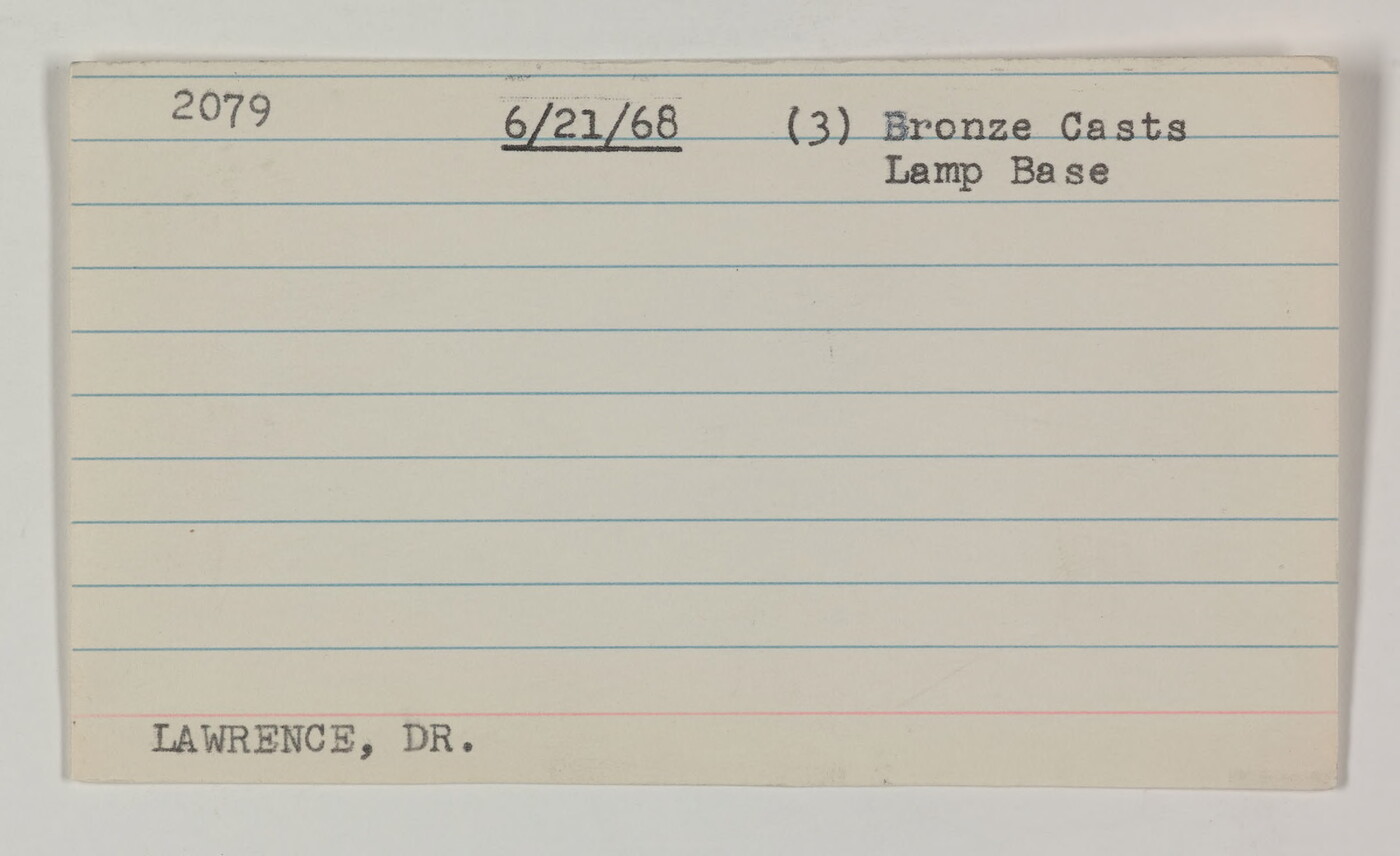 2079 6/21/68 (3) Bronze Casts
Lamp Base
LAWRENCE, DR.